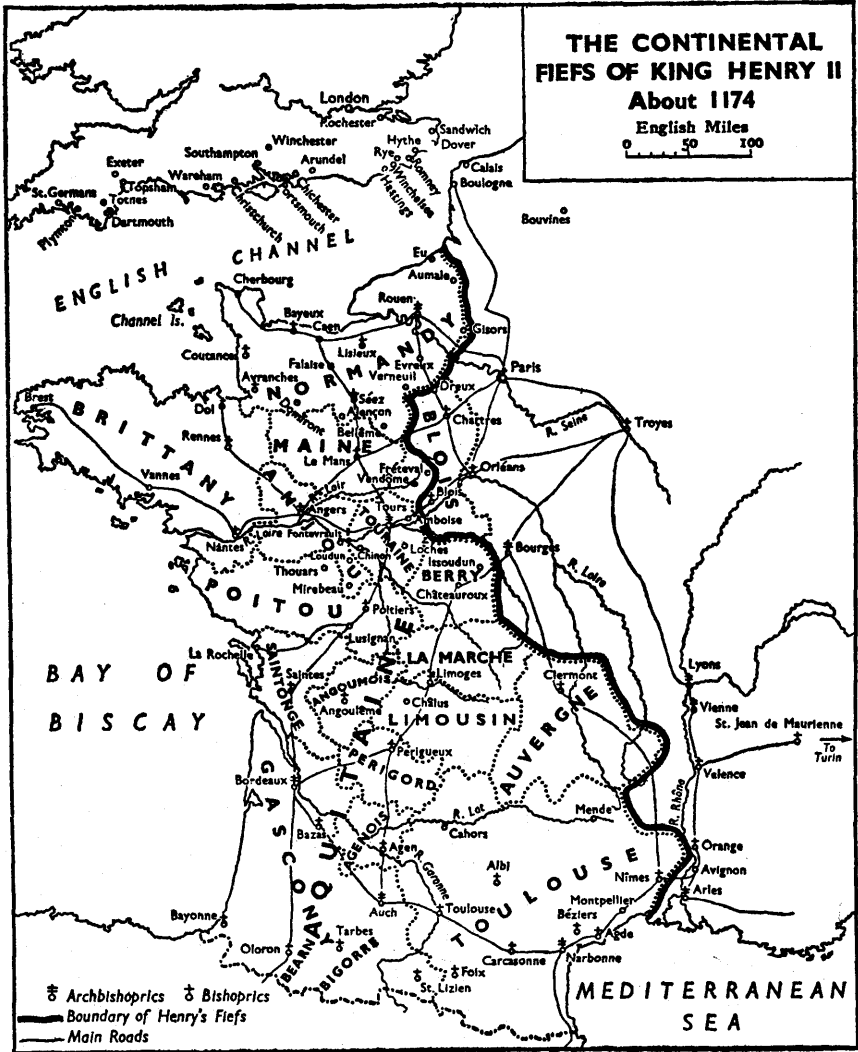 THE CONTINENTAL
FIEFS OF KING HENRY II
About 1174
English Miles
0 50 100
London
Rochester
Sandwich
Dover
Winchester
Hythe
Southampton
Arundel
Rye
Romney
Exeter
Wareham
Winchelsea
Hastings
Calais
Boulogne
St. Germans
Topsham
Totnes
Chichester
Portsmouth
Christchurch
Plympton
Dartmouth
Bouvines
ENGLISH CHANNEL
Eu
Aumale
Cherbourg
Rouen
Channel Is.
Bayeux
Caen
Gisors
Lisieux
Coutances
Falaise
Evreux
Paris
Avranches
NORMANDY
Verneuil
Dreux
Brest
Séez
Dol
Domfront
Alençon
Chartres
R. Seine
Troyes
BRITTANY
Rennes
MAINE
Bellême
BLOIS
Le Mans
Fréteval
Orléans
Vannes
R. Loir
Vendôme
Blois
ANJOU
Angers
Tours
Amboise
TOURAINE
Nantes
R. Loire
Fontevrault
Loches
Bourges
Loudun
Chinon
Issoudun
R. Loire
Thouars
BERRY
Mirebeau
Châteauroux
POITOU
Poitiers
Lusignan
La Rochelle
LA MARCHE
BAY OF
BISCAY
SAINTONGE
Saintes
ANGOUMOIS
Limoges
Clermont
Lyons
Angoulême
Châlus
Vienne
LIMOUSIN
St. Jean de Maurienne
To
Turin
AUVERGNE
Périgueux
PERIGORD
Valence
Bordeaux
AQUITAINE
R. Rhône
GASCONY
R. Lot
Mende
Bazas
AGENOIS
Cahors
Agen
R. Garonne
Albi
Orange
Nîmes
Avignon
TOULOUSE
Arles
Auch
Toulouse
Montpellier
Bayonne
Béziers
Agde
Oloron
Tarbes
BEARN
BIGORRE
Carcasonne
Narbonne
Foix
St. Lizien
MEDITERRANEAN
SEA
Archbishoprics Bishoprics
Boundary of Henry's Fiefs
Main Roads